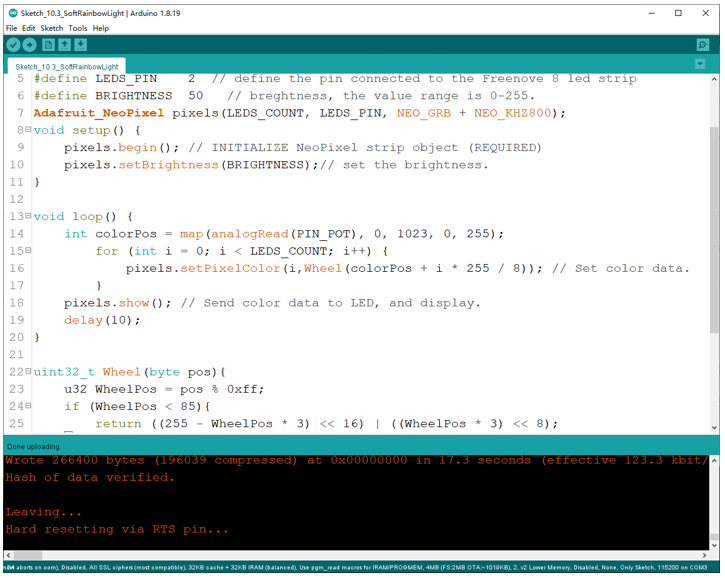 Sketch_10.3_SoftRainbowLight | Arduino 1.8.19
File Edit Sketch Tools Help
Sketch_10.3_SoftRainbowLight
5 #define LEDS_PIN 2 // define the pin connected to the Freenove 8 led strip
6 #define BRIGHTNESS 50 // breghtness, the value range is 0-255.
7 Adafruit_NeoPixel pixels(LEDS_COUNT, LEDS_PIN, NEO_GRB + NEO_KHZ800);
8 void setup() {
9 pixels.begin(); // INITIALIZE NeoPixel strip object (REQUIRED)
10 pixels.setBrightness(BRIGHTNESS);// set the brightness.
11 }
12
13 void loop() {
14 int colorPos = map(analogRead(PIN_POT), 0, 1023, 0, 255);
15 for (int i = 0; i < LEDS_COUNT; i++) {
16 pixels.setPixelColor(i,Wheel(colorPos + i * 255 / 8)); // Set color data.
17 }
18 pixels.show(); // Send color data to LED, and display.
19 delay(10);
20 }
21
22 uint32_t Wheel(byte pos){
23 u32 WheelPos = pos % 0xff;
24 if (WheelPos < 85){
25 return ((255 - WheelPos * 3) << 16) | ((WheelPos * 3) << 8);
Done uploading.
Wrote 266400 bytes (196039 compressed) at 0x00000000 in 17.3 seconds (effective 123.3 kbit/
Hash of data verified.
Leaving...
Hard resetting via RTS pin...
aborts on oom), Disabled, All SSL ciphers (most compatible), 32KB cache + 32KB IRAM (balanced), Use pgm_read macros for IRAM/PROGMEM, 4MB (FS:2MB OTA:~1019KB), 2, v2 Lower Memory, Disabled, None, Only Sketch, 115200 on COM3